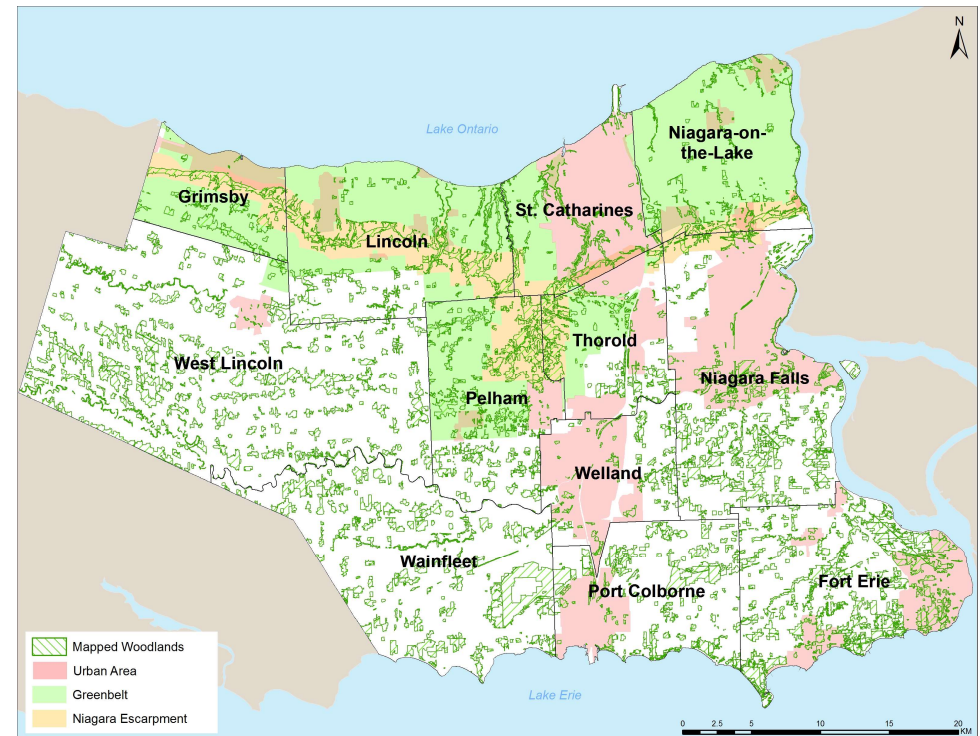 N
Lake Ontario
Niagara-on-
the-Lake
Grimsby
St. Catharines
Lincoln
Thorold
West Lincoln
Niagara Falls
Pelham
Welland
Wainfleet
Port Colborne
Fort Erie
Mapped Woodlands
Urban Area
Greenbelt
Niagara Escarpment
Lake Erie
0 2.5 5 10 15 20
KM